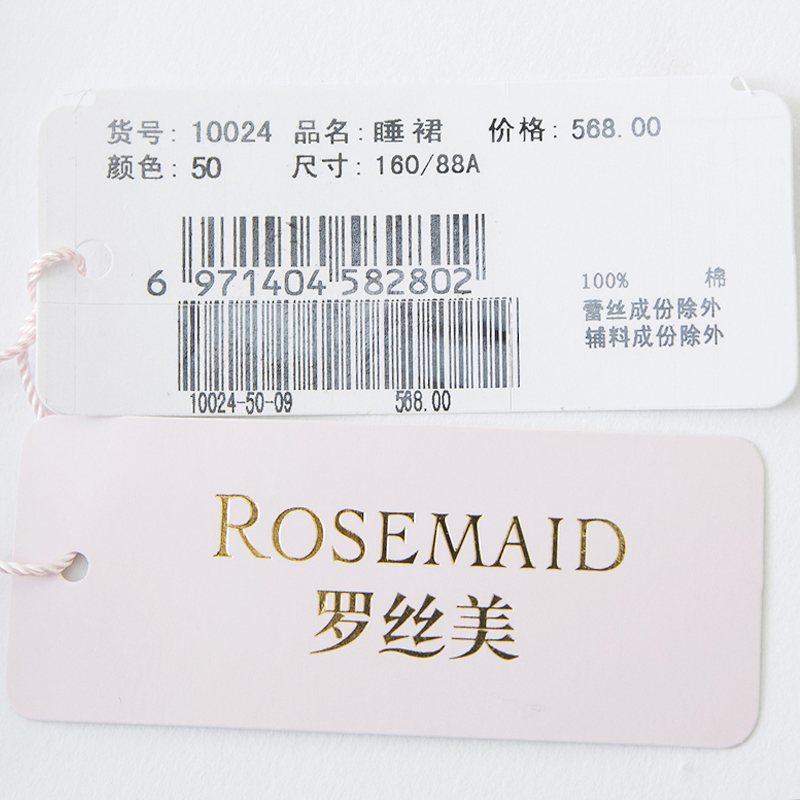 货号: 10024 品名: 睡裙 价格: 568.00
颜色: 50 尺寸: 160/88A
6 971404 582802
100% 棉
蕾丝成份除外
辅料成份除外
10024-50-09 568.00
ROSEMAID
罗丝美